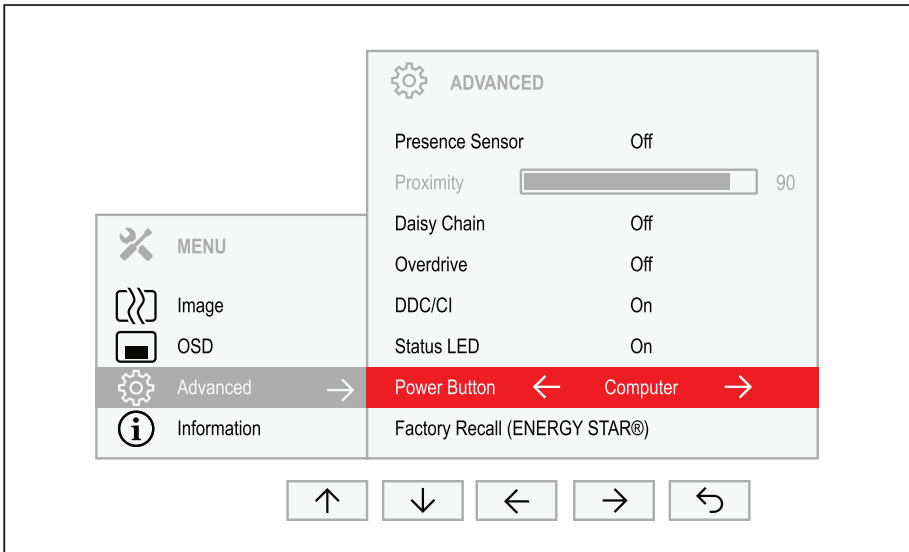 ADVANCED
Presence Sensor Off
Proximity 90
Daisy Chain Off
Overdrive Off
DDC/CI On
Status LED On
Power Button ← Computer →
Factory Recall (ENERGY STAR®)
MENU
Image
OSD
Advanced →
Information